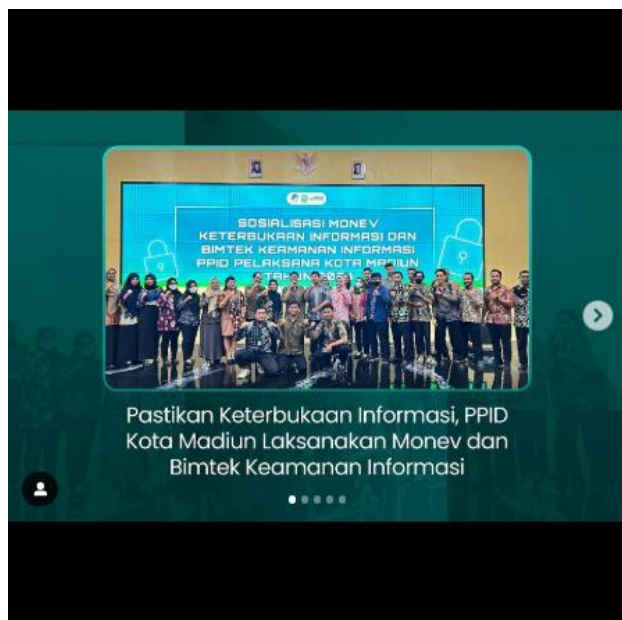 SOSIALISASI MONEV
KETERBUKAAN INFORMASI DAN
BIMTEK KEAMANAN INFORMASI
PPID PELAKSANA KOTA MADIUN
TAHUN
Pastikan Keterbukaan Informasi, PPID
Kota Madiun Laksanakan Monev dan
Bimtek Keamanan Informasi